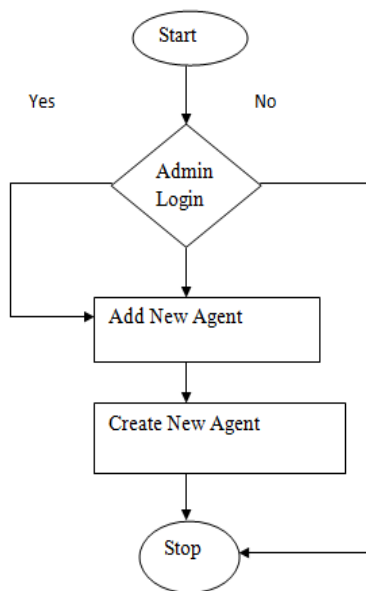 Start
Yes
No
Admin
Login
Add New Agent
Create New Agent
Stop